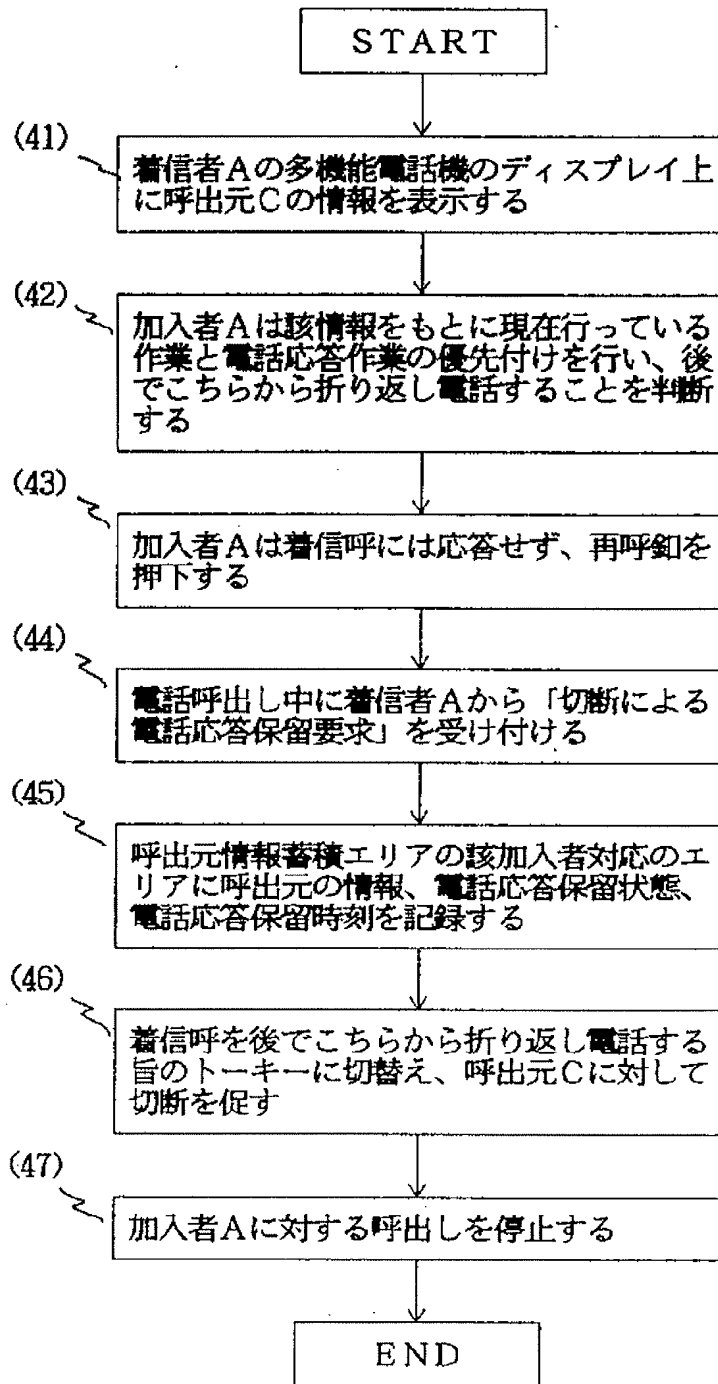 START
(41)
着信者Aの多機能電話機のディスプレイ上
に呼出元Cの情報を表示する
(42)
加入者Aは該情報をもとに現在行っている
作業と電話応答作業の優先付けを行い、後
でこちらから折り返し電話することを判断
する
(43)
加入者Aは着信呼には応答せず、再呼釦を
押下する
(44)
電話呼出し中に着信者Aから「切断による
電話応答保留要求」を受け付ける
(45)
呼出元情報蓄積エリアの該加入者対応のエ
リアに呼出元の情報、電話応答保留状態、
電話応答保留時刻を記録する
(46)
着信呼を後でこちらから折り返し電話する
旨のトーキーに切替え、呼出元Cに対して
切断を促す
(47)
加入者Aに対する呼出しを停止する
END